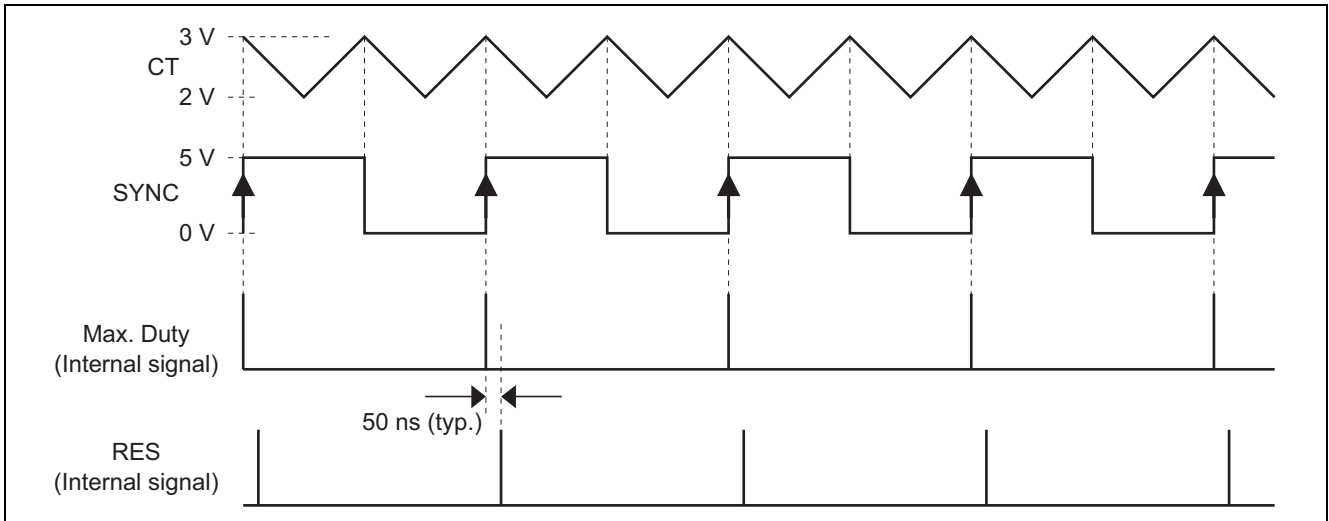 3 V
CT
2 V
5 V
SYNC
0 V
Max. Duty
(Internal signal)
50 ns (typ.)
RES
(Internal signal)